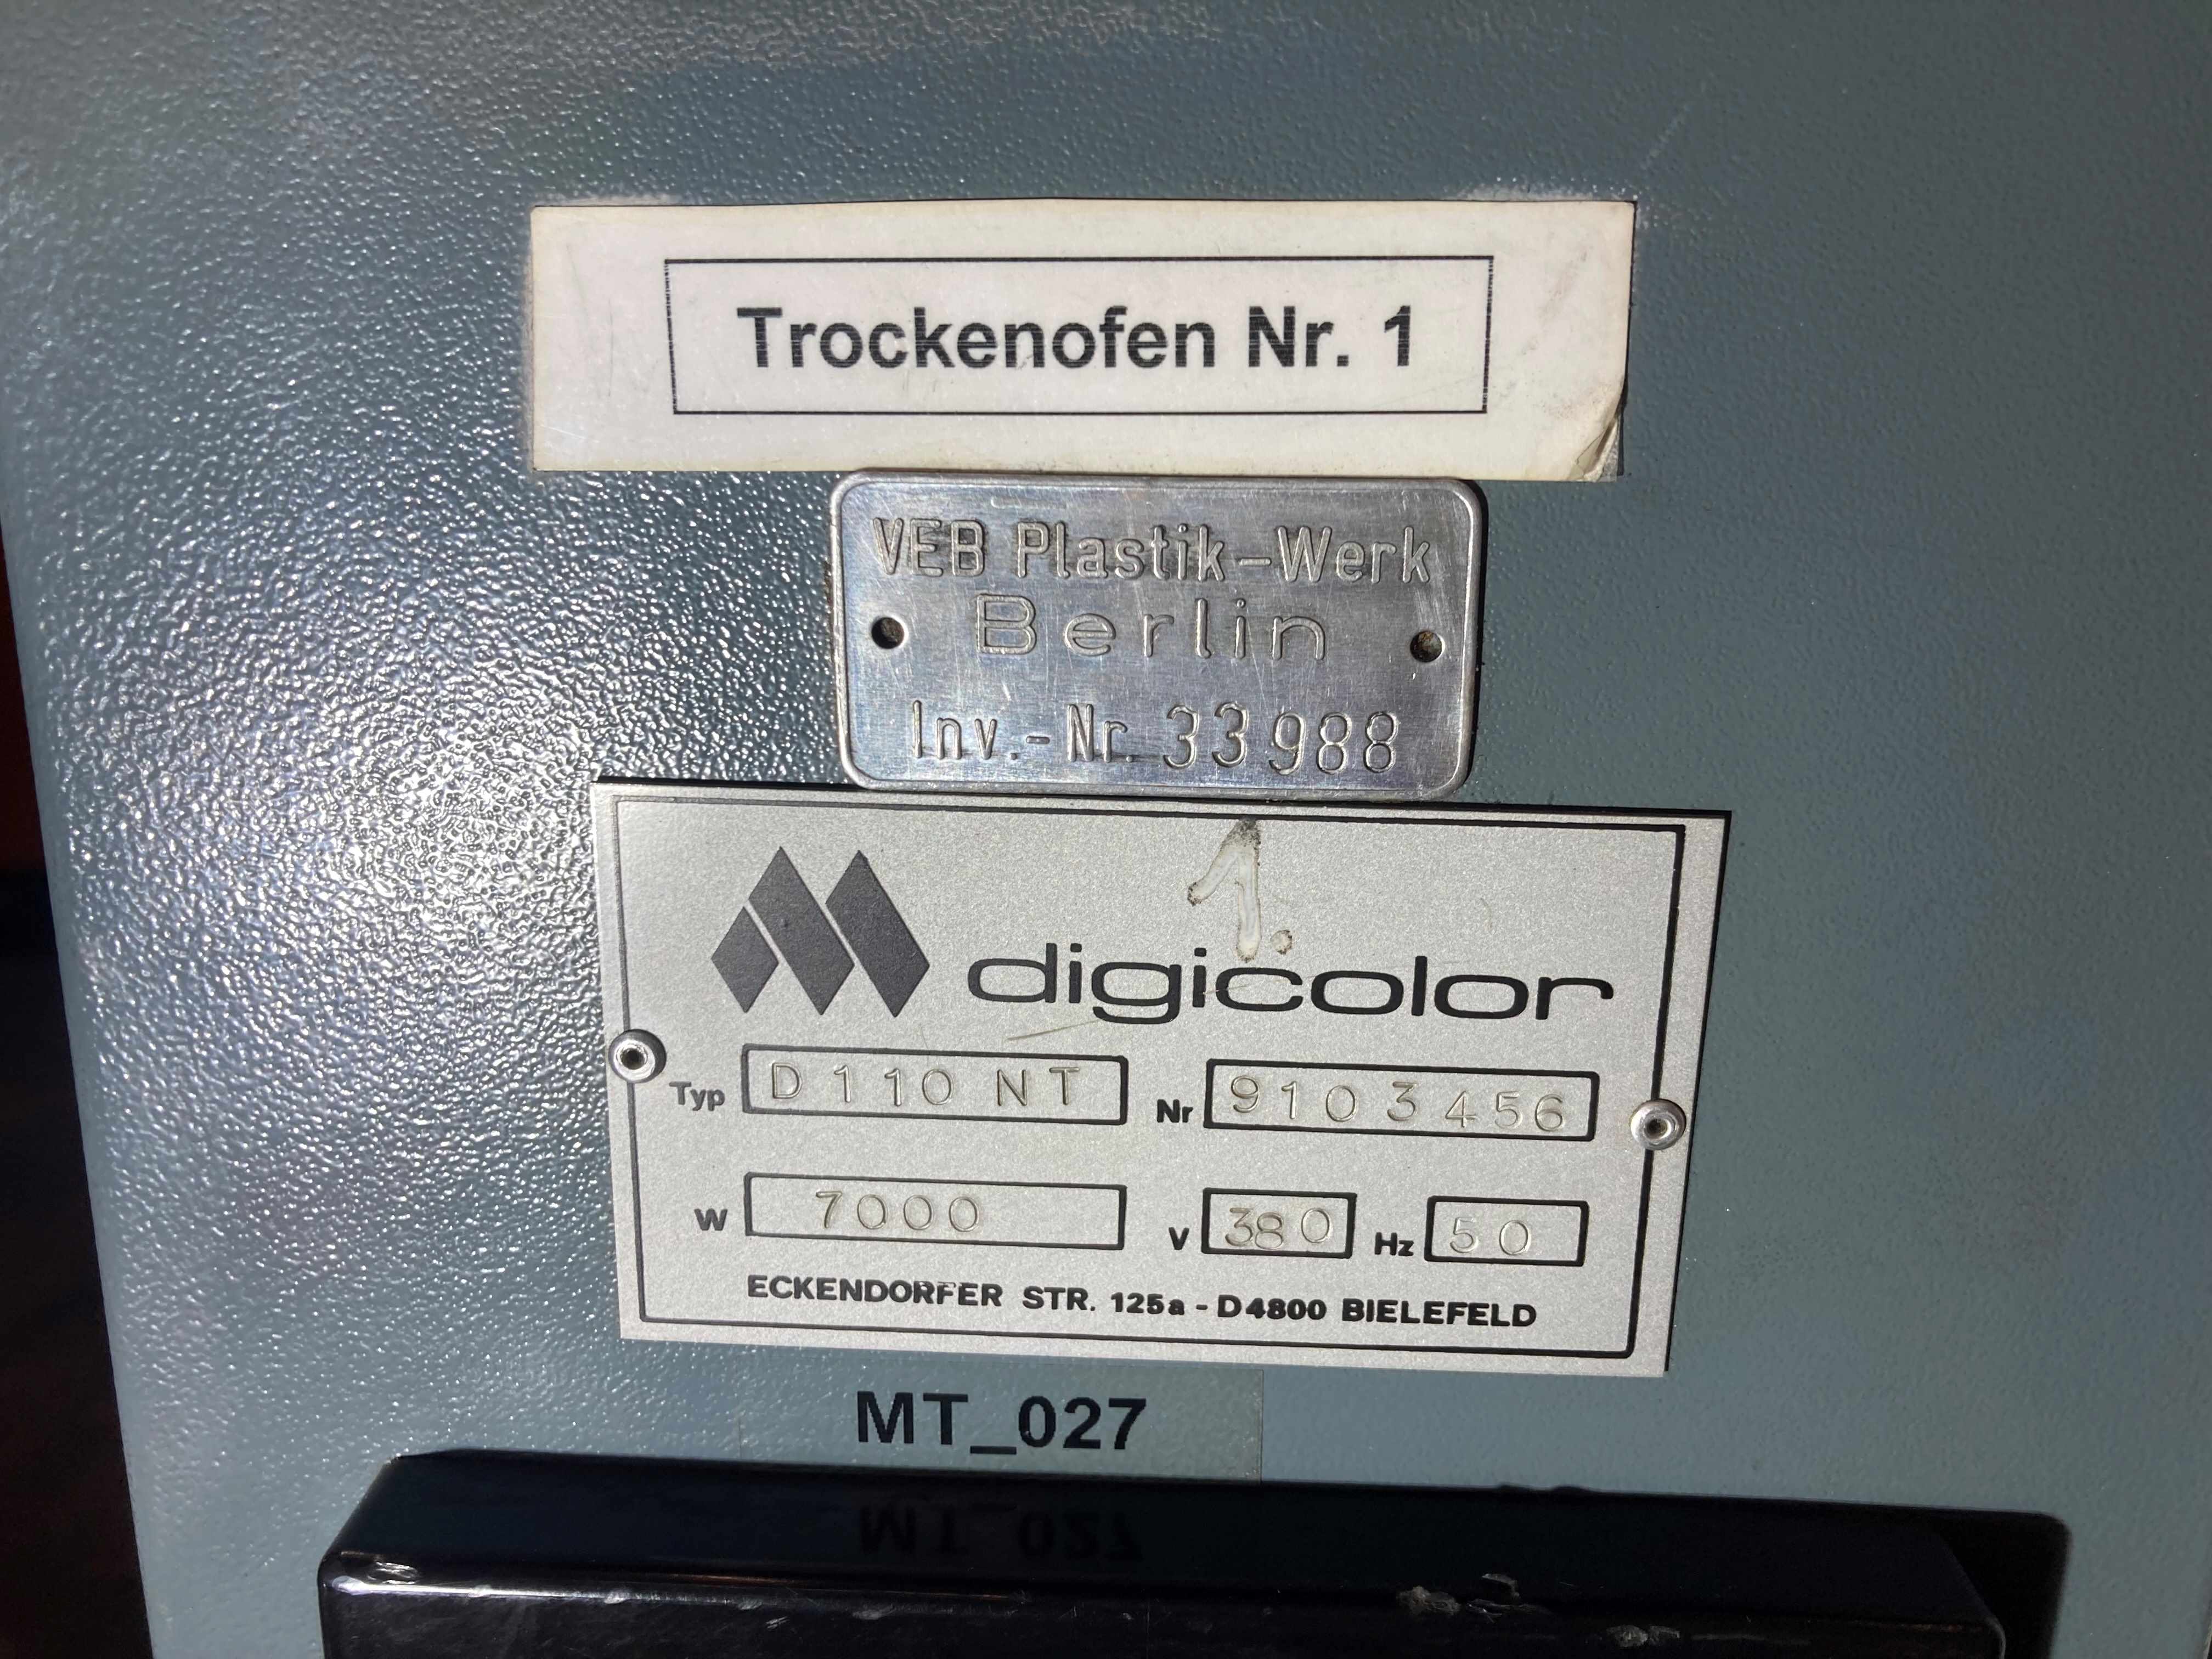 Trockenofen Nr. 1
VEB Plastik-Werk
Berlin
Inv.-Nr. 33988
1.
digicolor
Typ D110 NT Nr 9103456
W 7000 V 380 Hz 50
ECKENDORFER STR. 125a - D4800 BIELEFELD
MT_027